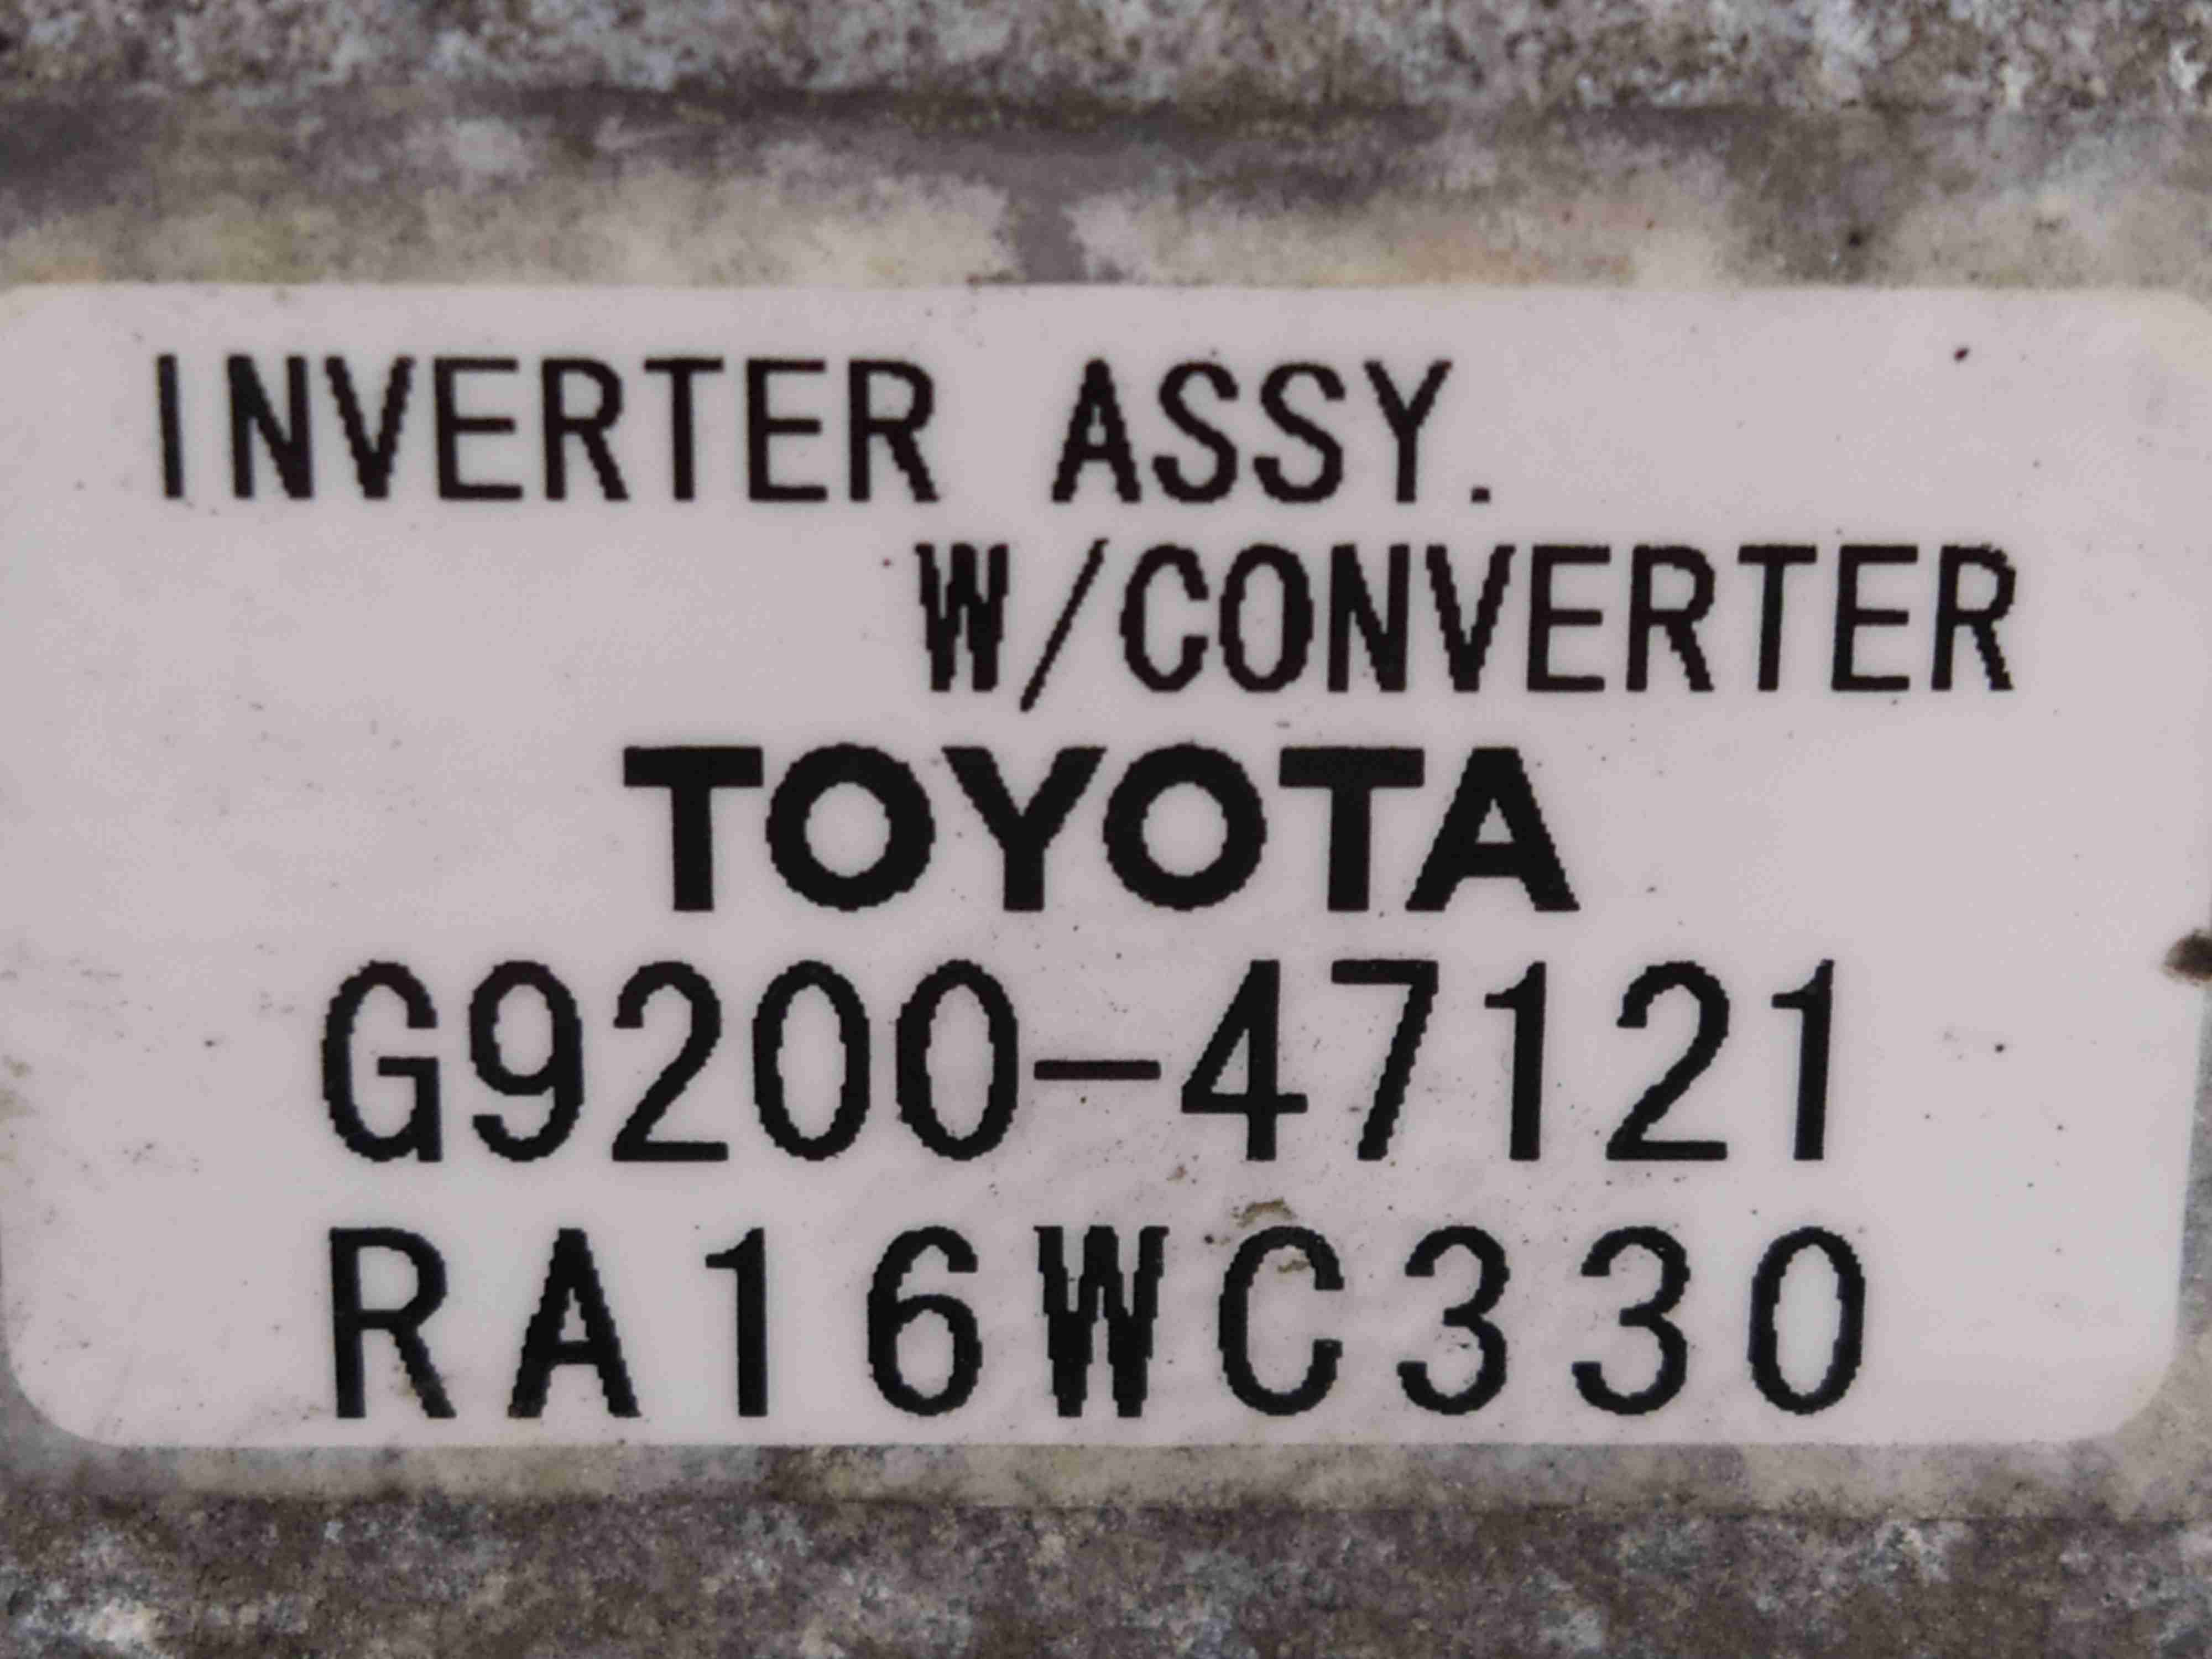 INVERTER ASSY.
W/CONVERTER
TOYOTA
G9200-47121
RA16WC330